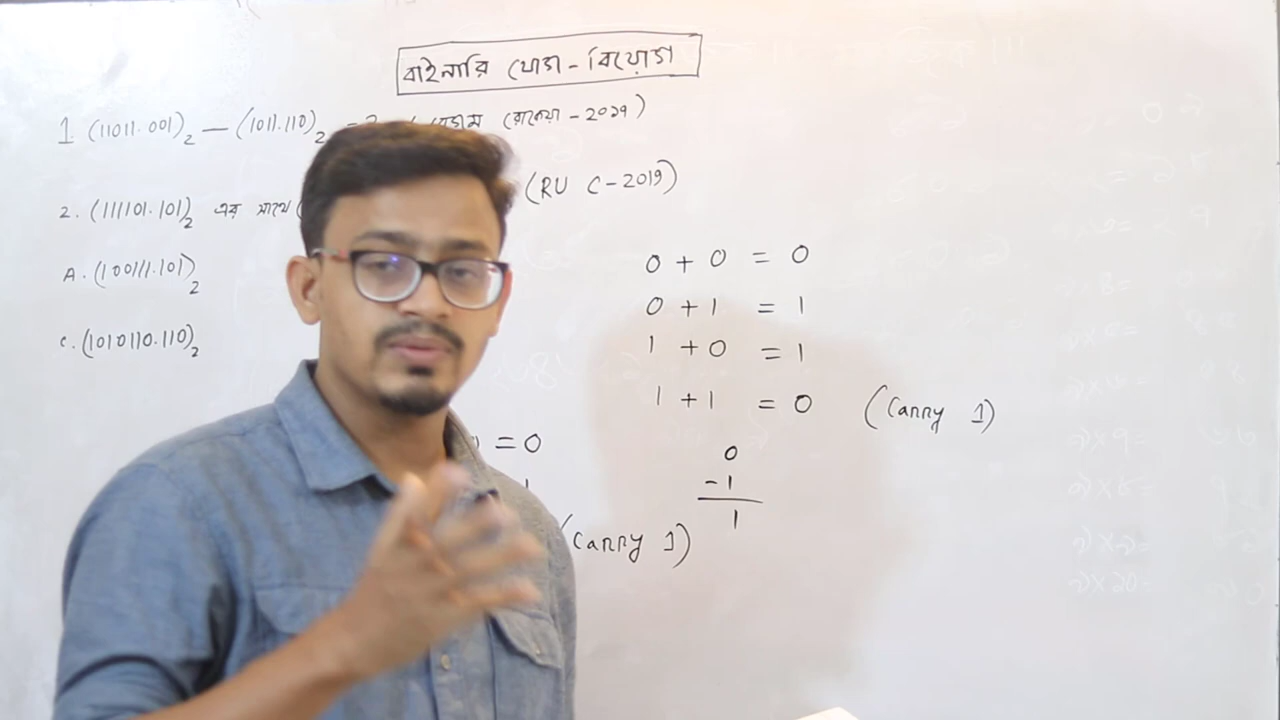 বাইনারি যোগ-বিয়োগ
1. (11011.001)₂ — (1011.110)₂ = ? - ২০১৭)
2. (111101.101)₂ এর সাথে ( (RU C-2019)
A. (100111.101)₂
C. (1010110.110)₂
0 + 0 = 0
0 + 1 = 1
1 + 0 = 1
1 + 1 = 0 (Carry 1)
= 0
0
-1
1
(Carry 1)